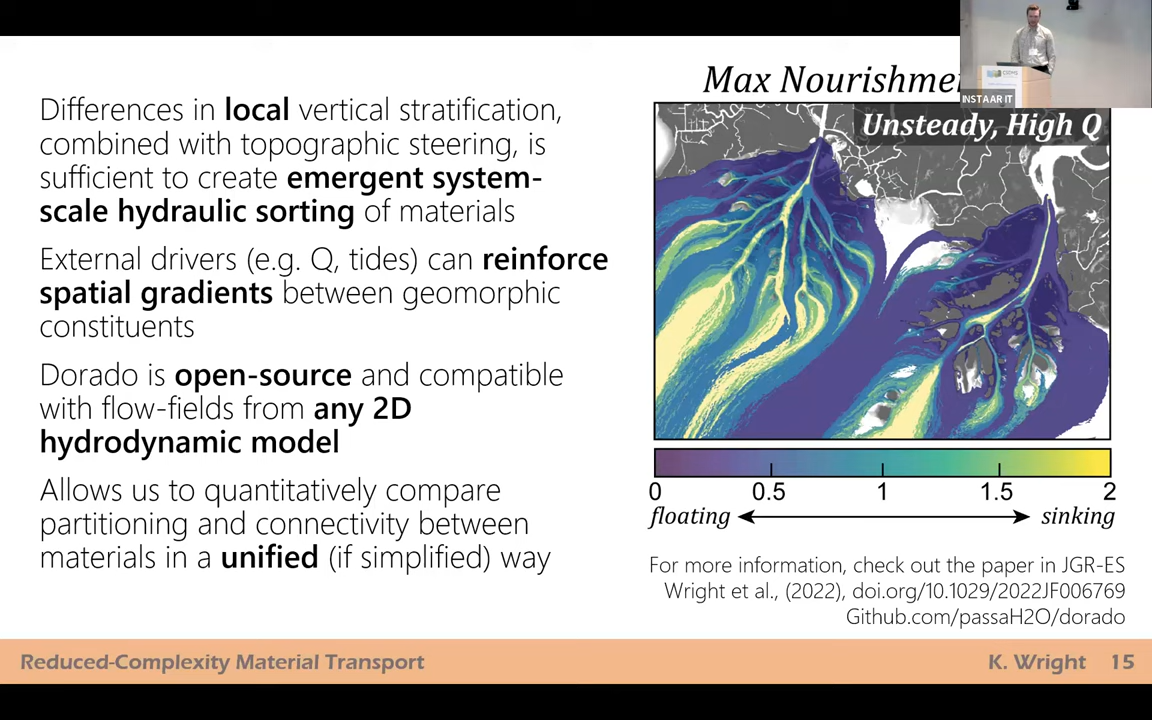 Differences in local vertical stratification,
combined with topographic steering, is
sufficient to create emergent system-
scale hydraulic sorting of materials
External drivers (e.g. Q, tides) can reinforce
spatial gradients between geomorphic
constituents
Dorado is open-source and compatible
with flow-fields from any 2D
hydrodynamic model
Allows us to quantitatively compare
partitioning and connectivity between
materials in a unified (if simplified) way
Max
INSTAAR IT
Unsteady, High Q
0 0.5 1 1.5 2
floating sinking
For more information, check out the paper in JGR-ES
Wright et al., (2022), doi.org/10.1029/2022JF006769
Github.com/passaH2O/dorado
Reduced-Complexity Material Transport
K. Wright 15